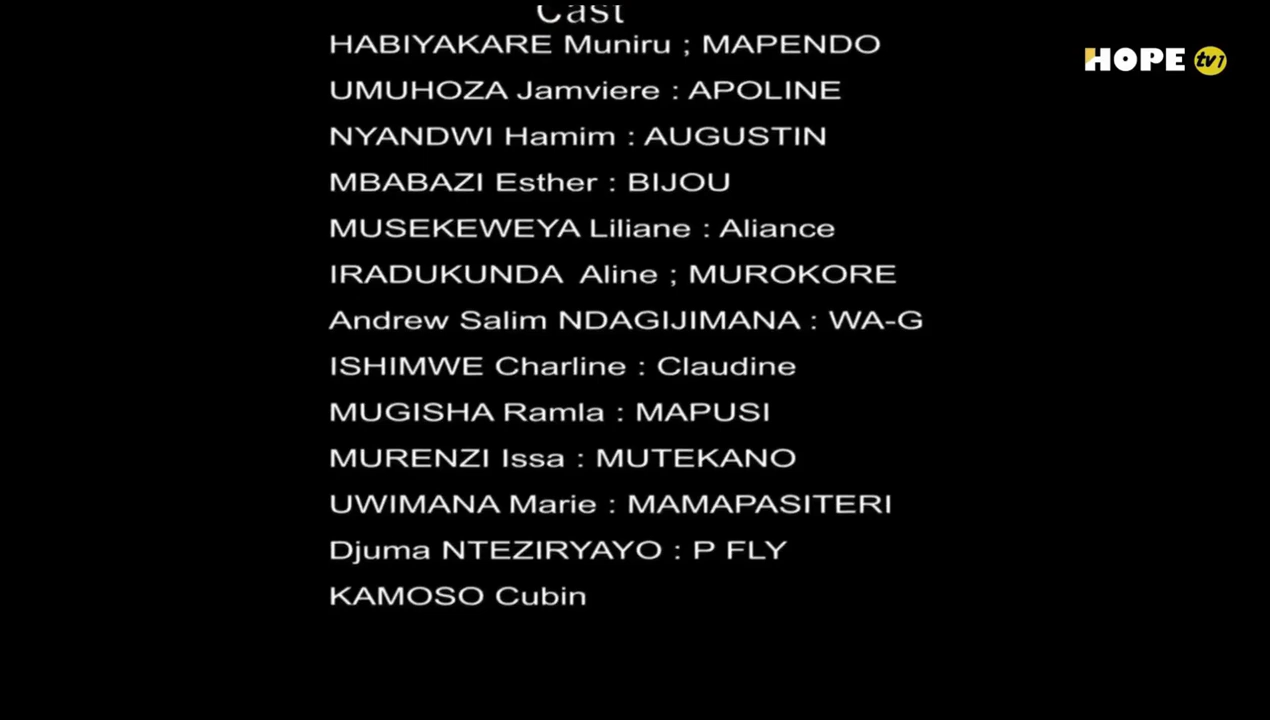 Cast
HABIYAKARE Muniru ; MAPENDO
HOPE tv1
UMUHOZA Jamviere : APOLINE
NYANDWI Hamim : AUGUSTIN
MBABAZI Esther : BIJOU
MUSEKEWEYA Liliane : Aliance
IRADUKUNDA Aline ; MUROKORE
Andrew Salim NDAGIJIMANA : WA-G
ISHIMWE Charline : Claudine
MUGISHA Ramla : MAPUSI
MURENZI Issa : MUTEKANO
UWIMANA Marie : MAMAPASITERI
Djuma NTEZIRYAYO : P FLY
KAMOSO Cubin